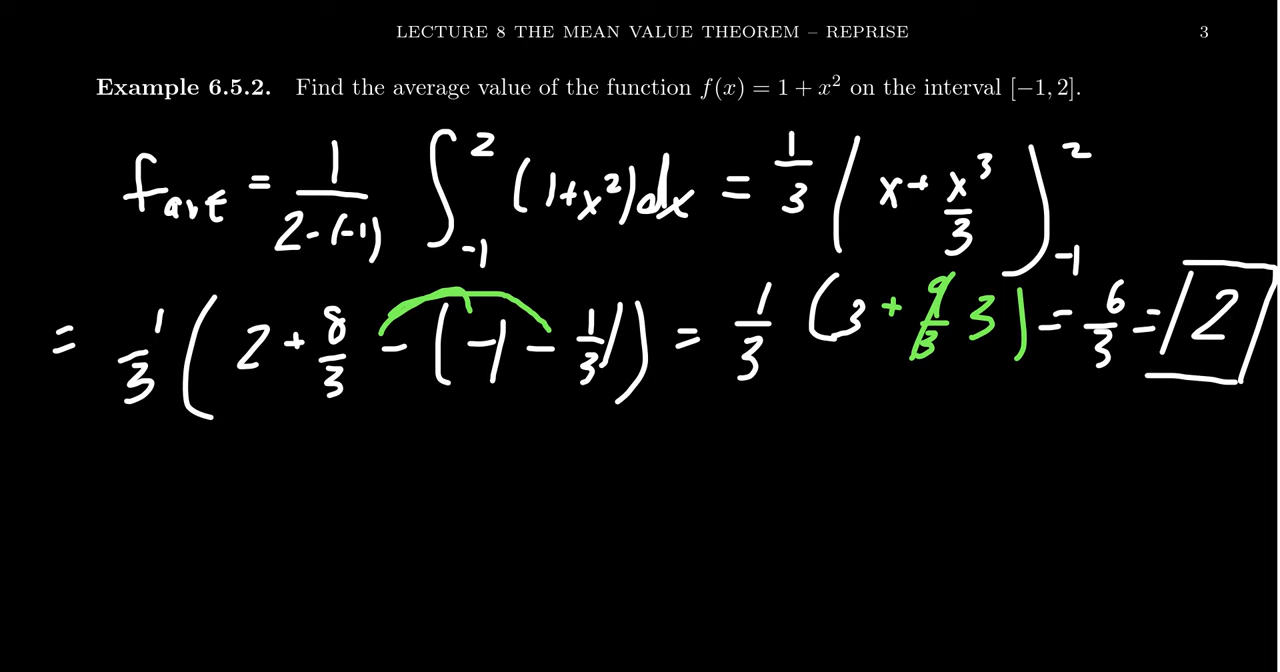 LECTURE 8 THE MEAN VALUE THEOREM – REPRISE 3
Example 6.5.2. Find the average value of the function f(x) = 1 + x² on the interval [−1, 2].
f_ave = 1/(2-(-1)) ∫_{-1}^{2} (1+x²)dx = 1/3 (x + x³/3)_{-1}^{2}
= 1/3 (2 + 8/3 - (-1 - 1/3)) = 1/3 (3 + 9/3 3) = 6/3 = 2